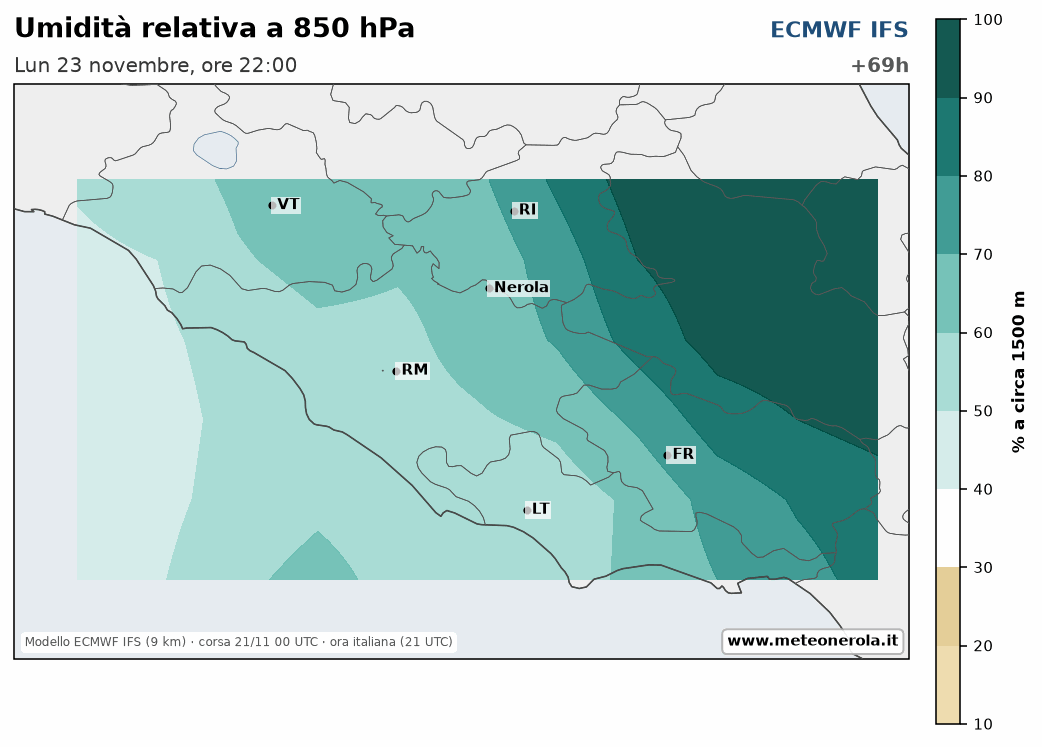 Umidità relativa a 850 hPa
ECMWF IFS
Lun 23 novembre, ore 22:00
+69h
VT
RI
Nerola
RM
FR
LT
Modello ECMWF IFS (9 km) · corsa 21/11 00 UTC · ora italiana (21 UTC)
www.meteonerola.it
100
90
80
70
60
50
40
30
20
10
% a circa 1500 m